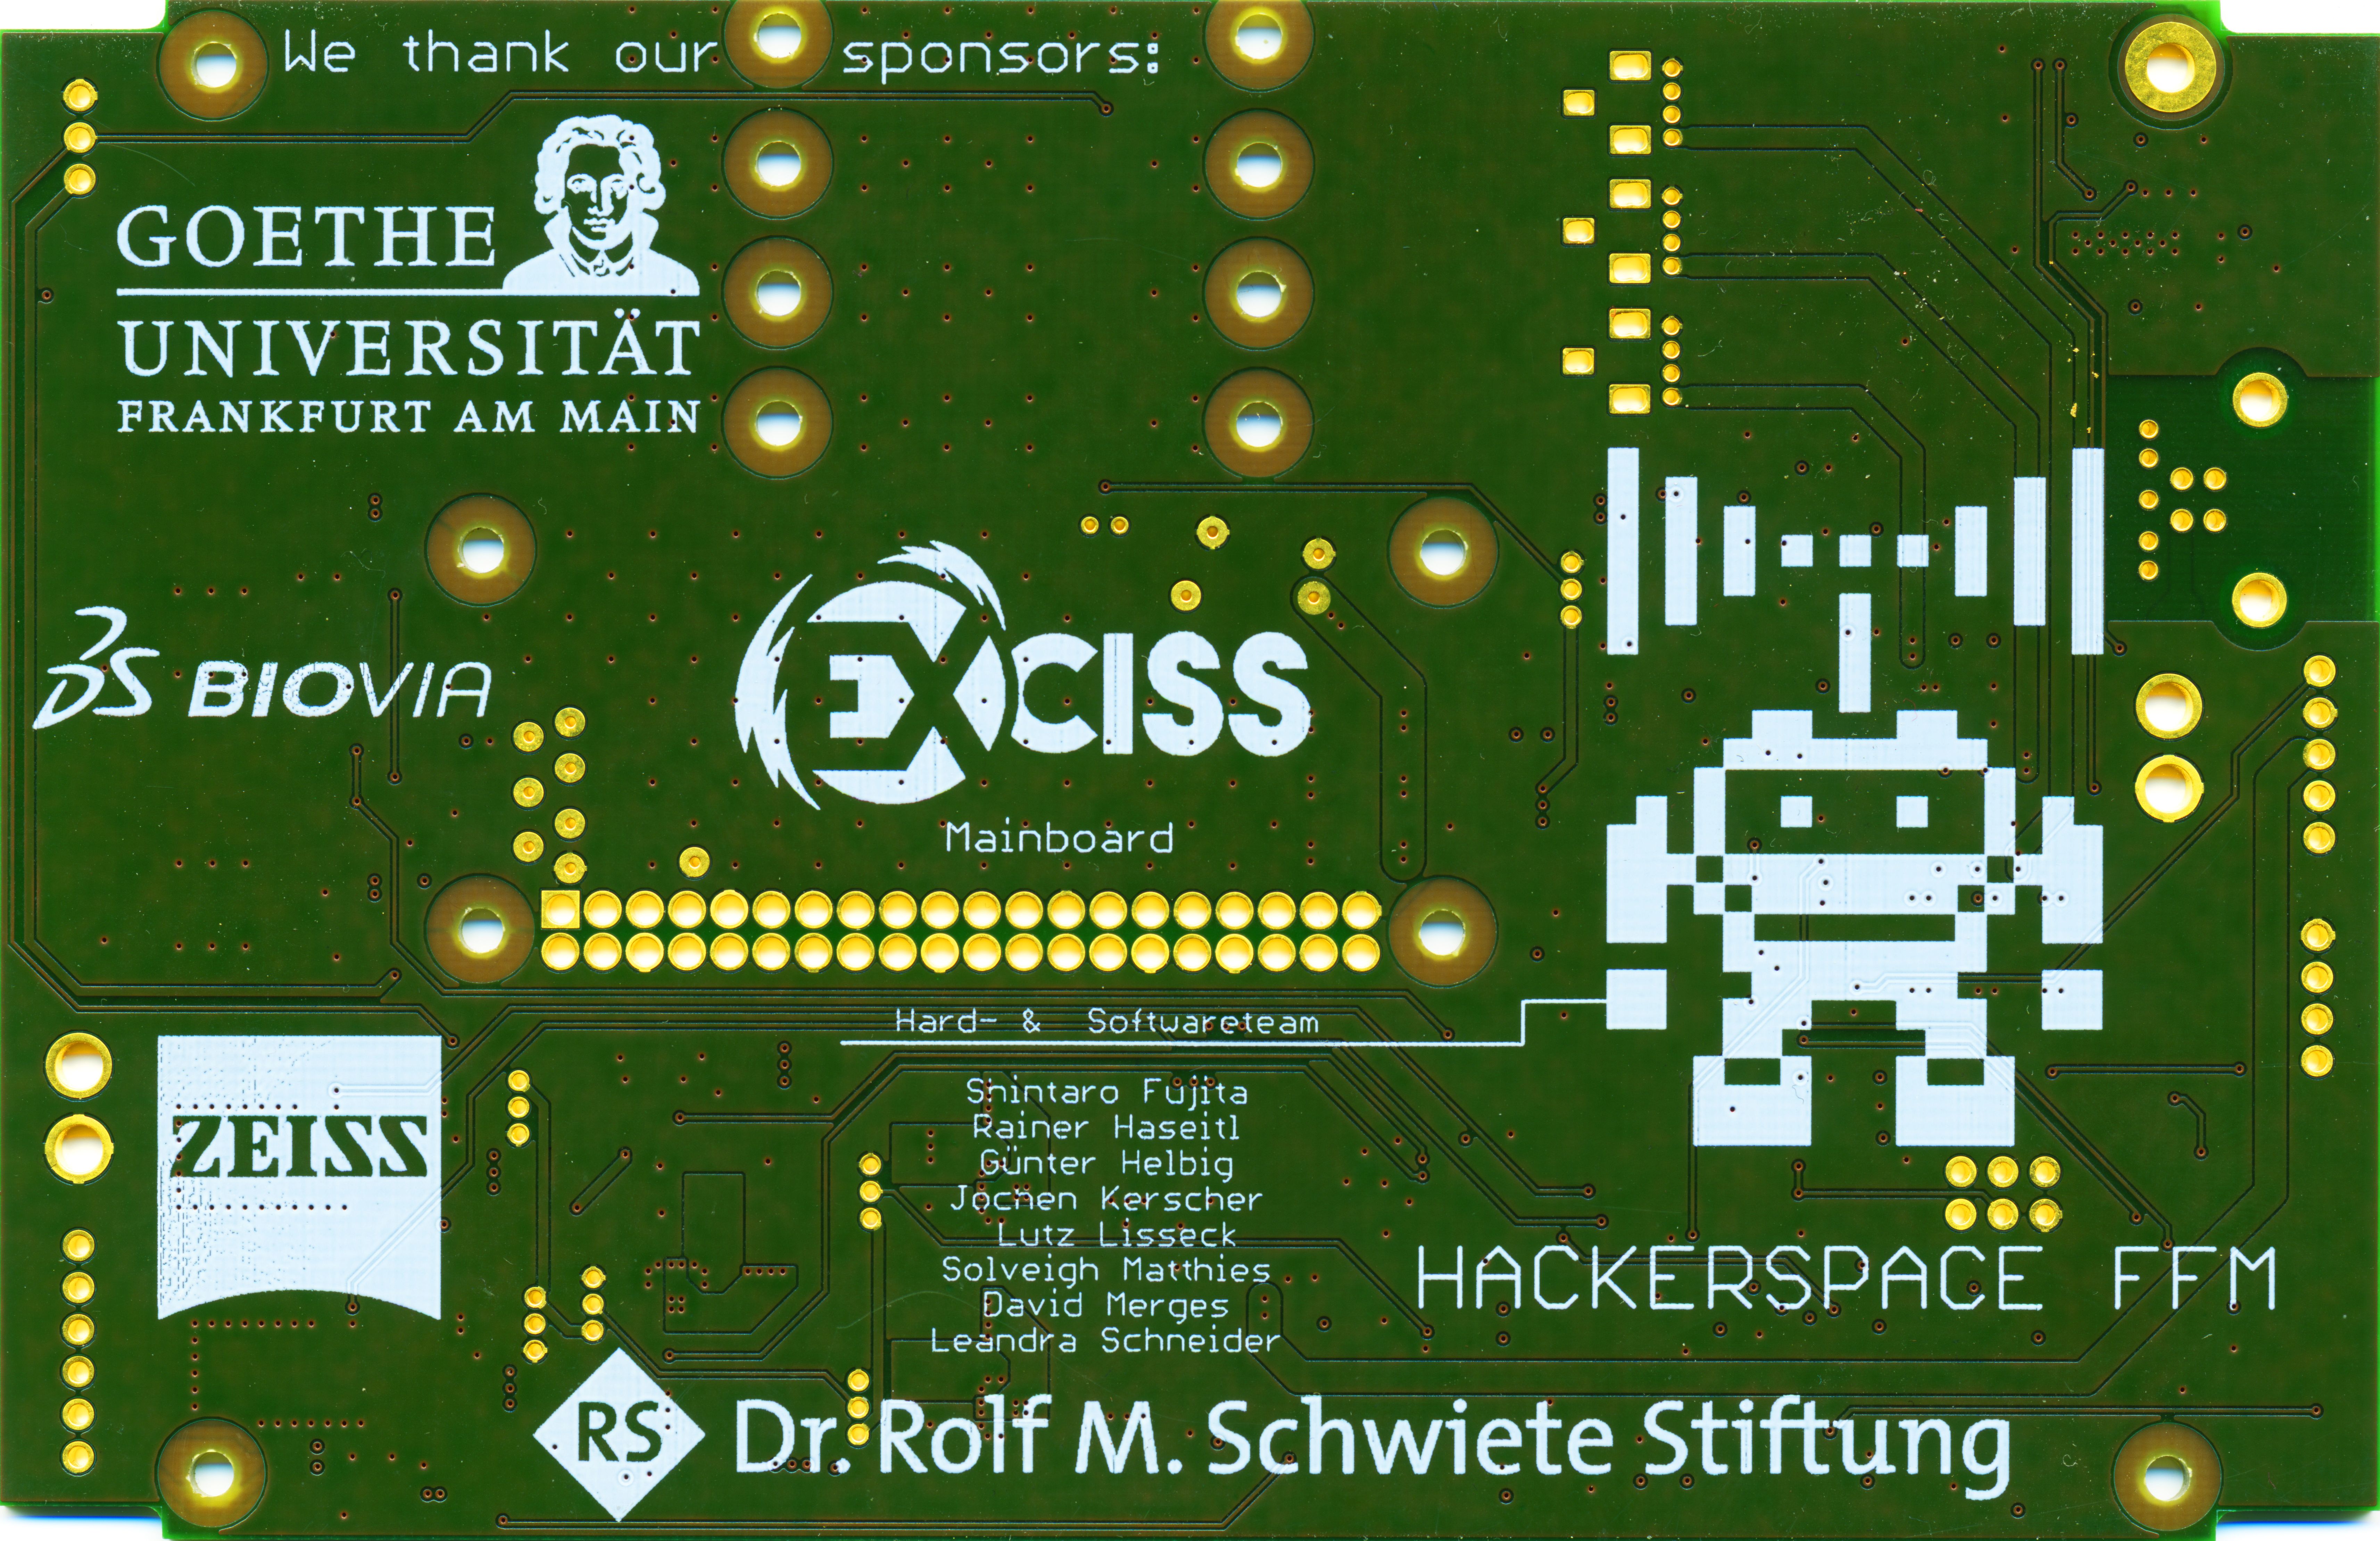 We thank our sponsors:
GOETHE
UNIVERSITÄT
FRANKFURT AM MAIN
3DS BIOVIA
EXCISS
Mainboard
Hard- & Softwareteam
ZEISS
Shintaro Fujita
Rainer Haseitl
Günter Helbig
Jochen Kerscher
Lutz Lisseck
Solveigh Matthies
David Merges
Leandra Schneider
HACKERSPACE FFM
RS Dr. Rolf M. Schwiete Stiftung